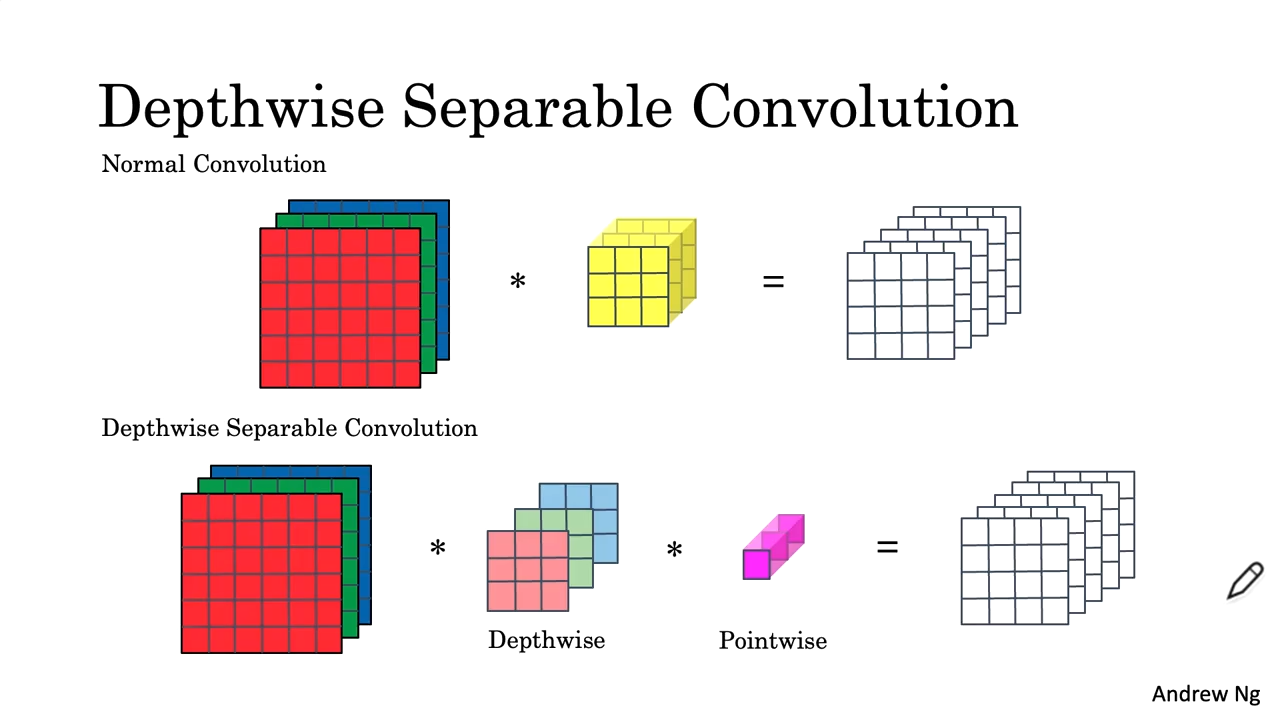 Depthwise Separable Convolution
Normal Convolution
* =
Depthwise Separable Convolution
* * =
Depthwise Pointwise
Andrew Ng